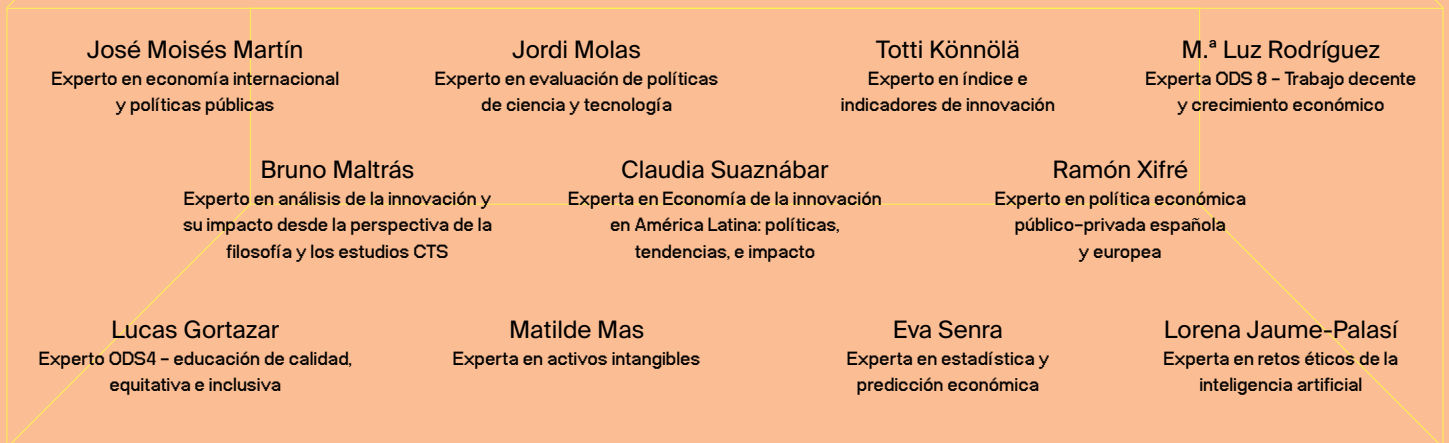 José Moisés Martín
Experto en economía internacional
y políticas públicas
Jordi Molas
Experto en evaluación de políticas
de ciencia y tecnología
Totti Könnölä
Experto en índice e
indicadores de innovación
M.ª Luz Rodríguez
Experta ODS 8 – Trabajo decente
y crecimiento económico
Bruno Maltrás
Experto en análisis de la innovación y
su impacto desde la perspectiva de la
filosofía y los estudios CTS
Claudia Suaznábar
Experta en Economía de la innovación
en América Latina: políticas,
tendencias, e impacto
Ramón Xifré
Experto en política económica
público-privada española
y europea
Lucas Gortazar
Experto ODS4 – educación de calidad,
equitativa e inclusiva
Matilde Mas
Experta en activos intangibles
Eva Senra
Experta en estadística y
predicción económica
Lorena Jaume-Palasí
Experta en retos éticos de la
inteligencia artificial